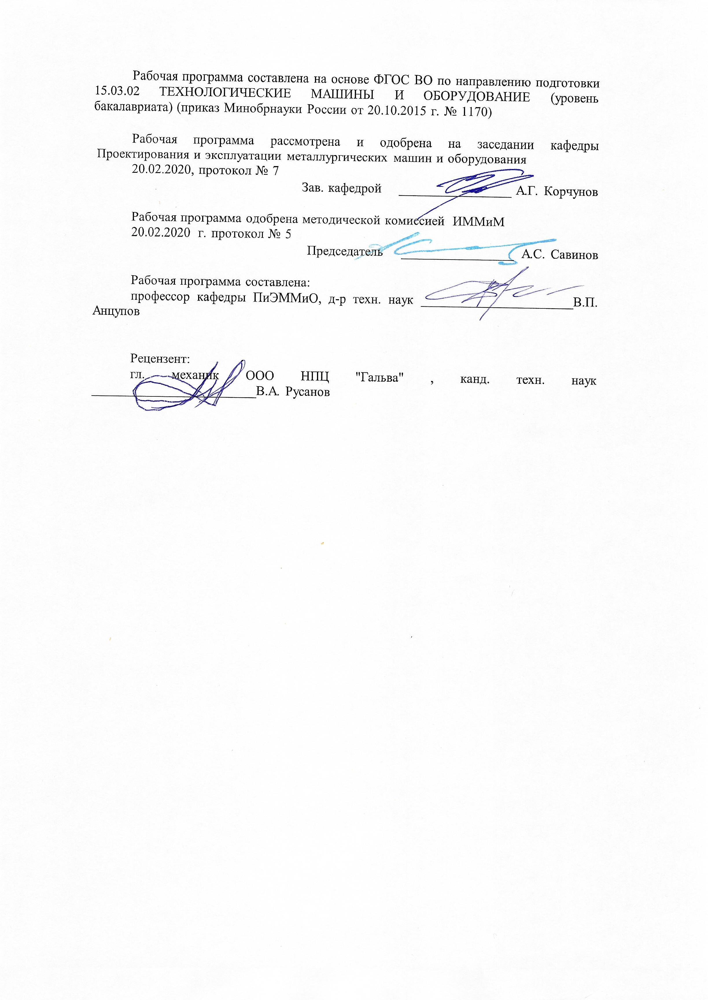 Рабочая программа составлена на основе ФГОС ВО по направлению подготовки
15.03.02 ТЕХНОЛОГИЧЕСКИЕ МАШИНЫ И ОБОРУДОВАНИЕ (уровень
бакалавриата) (приказ Минобрнауки России от 20.10.2015 г. № 1170)
Рабочая программа рассмотрена и одобрена на заседании кафедры
Проектирования и эксплуатации металлургических машин и оборудования
20.02.2020, протокол № 7
Зав. кафедрой _________________ А.Г. Корчунов
Рабочая программа одобрена методической комиссией ИММиМ
20.02.2020 г. протокол № 5
Председатель _________________ А.С. Савинов
Рабочая программа составлена:
профессор кафедры ПиЭММиО, д-р техн. наук _______________________В.П.
Анцупов
Рецензент:
гл. механик ООО НПЦ "Гальва" , канд. техн. наук
_________________________В.А. Русанов